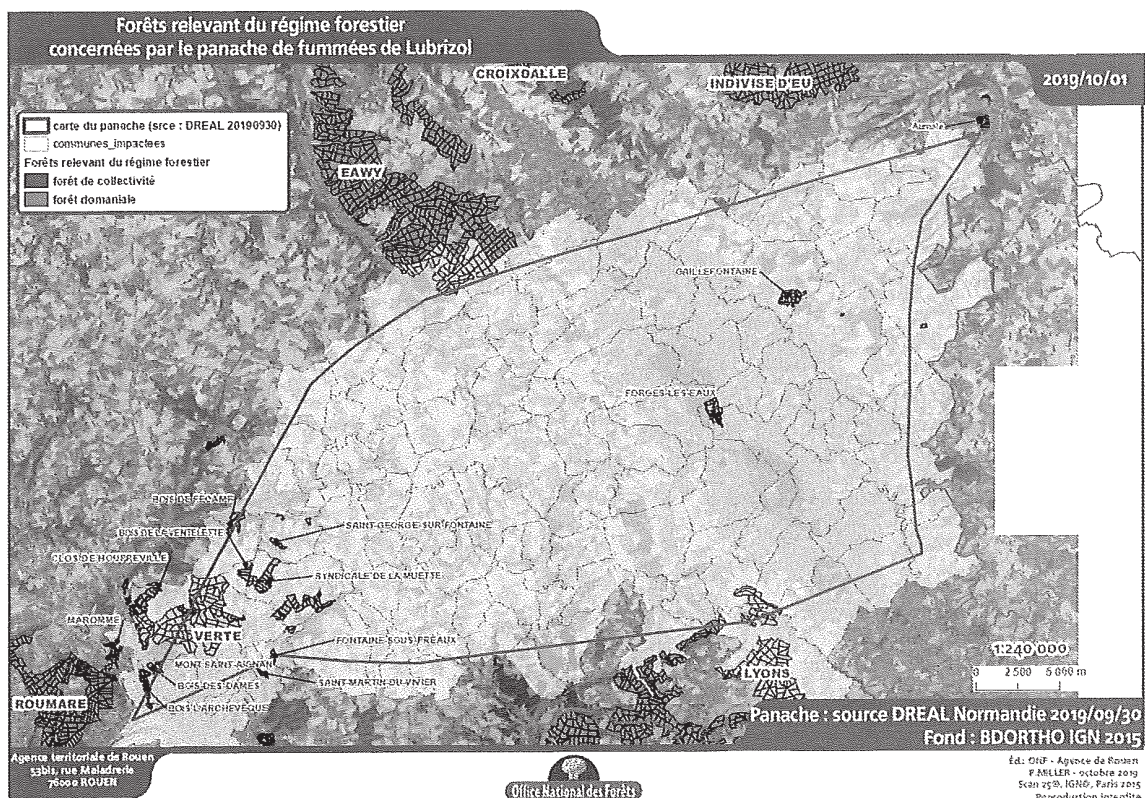 Forêts relevant du régime forestier
concernées par le panache de fummées de Lubrizol
2019/10/01
carte du panache (srce : DREAL 20190930)
communes_impactees
Forêts relevant du régime forestier
forêt de collectivité
forêt domaniale
CROIXDALLE
INDIVISE D'EU
Aumale
EAWY
GAILLEFONTAINE
FORGES-LES-EAUX
BOIS DE FÉCAMP
BOIS DE LA VENTELETTE
SAINT-GEORGE-SUR-FONTAINE
CLOS DE HOUPPEVILLE
SYNDICALE DE LA MUETTE
MAROMME
VERTE
FONTAINE-SOUS-PRÉAUX
MONT SAINT-AIGNAN
SAINT-MARTIN-DU-VIVIER
BOIS-DES-DAMES
ROUMARE
BOIS L'ARCHEVÊQUE
LYONS
1:240 000
0 2 500 5 000 m
Panache : source DREAL Normandie 2019/09/30
Fond : BDORTHO IGN 2015
Agence territoriale de Rouen
53bis, rue Maladrerie
76000 ROUEN
Office National des Forêts
Éd.: ONF - Agence de Rouen
P.MILLER - octobre 2019
Scan 25®, IGN©, Paris 2015
Reproduction interdite